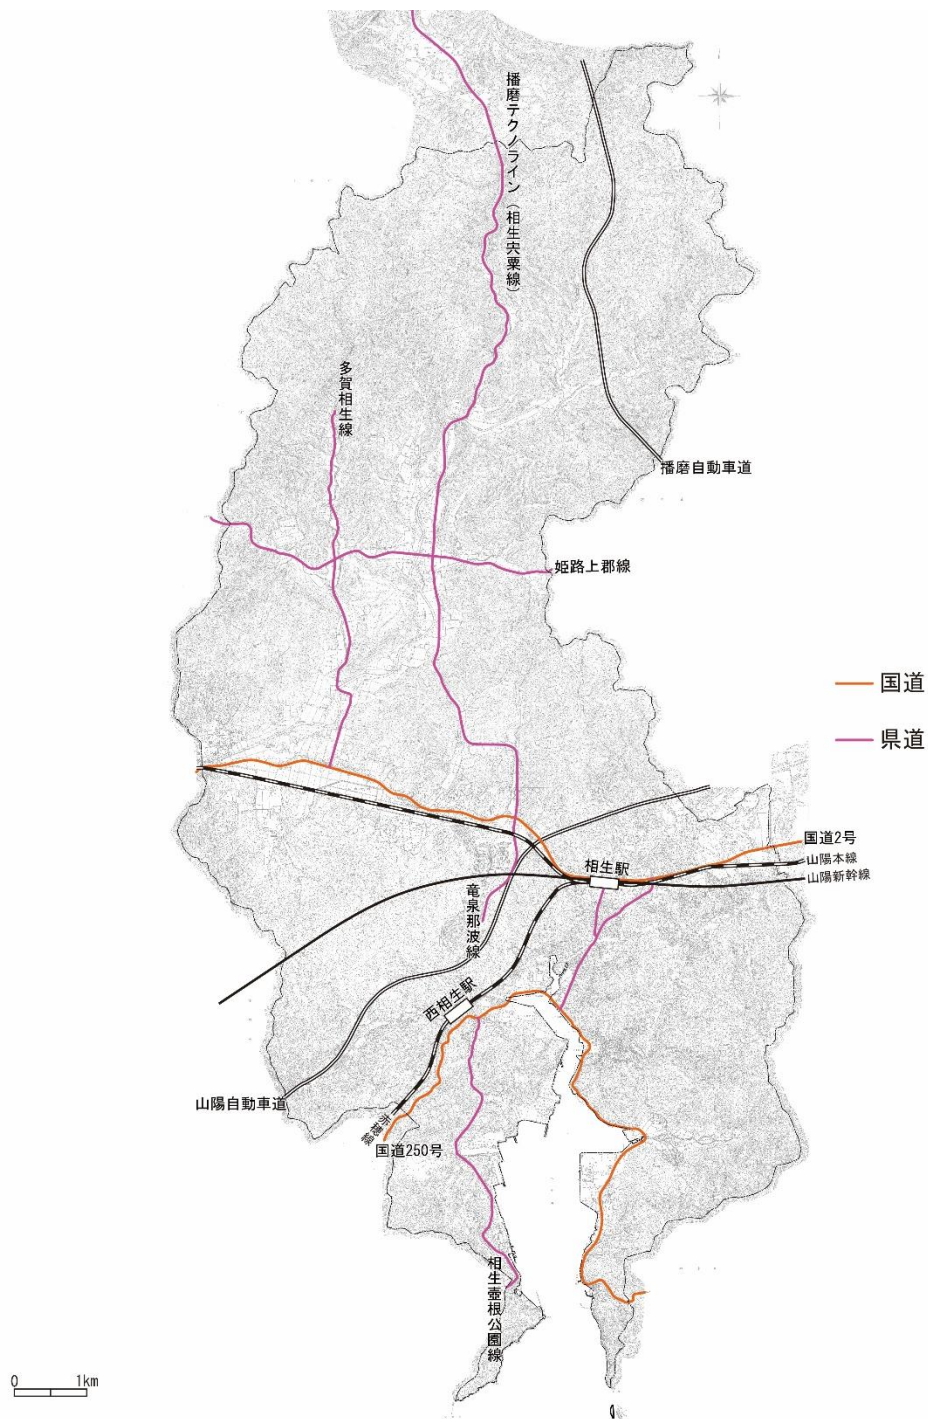 播磨テクノライン（相生宍粟線）
多賀相生線
播磨自動車道
姫路上郡線
国道
県道
国道2号
相生駅
山陽本線
山陽新幹線
竜泉那波線
西相生駅
山陽自動車道
赤穂線
国道250号
相生壺根公園線
0 1km